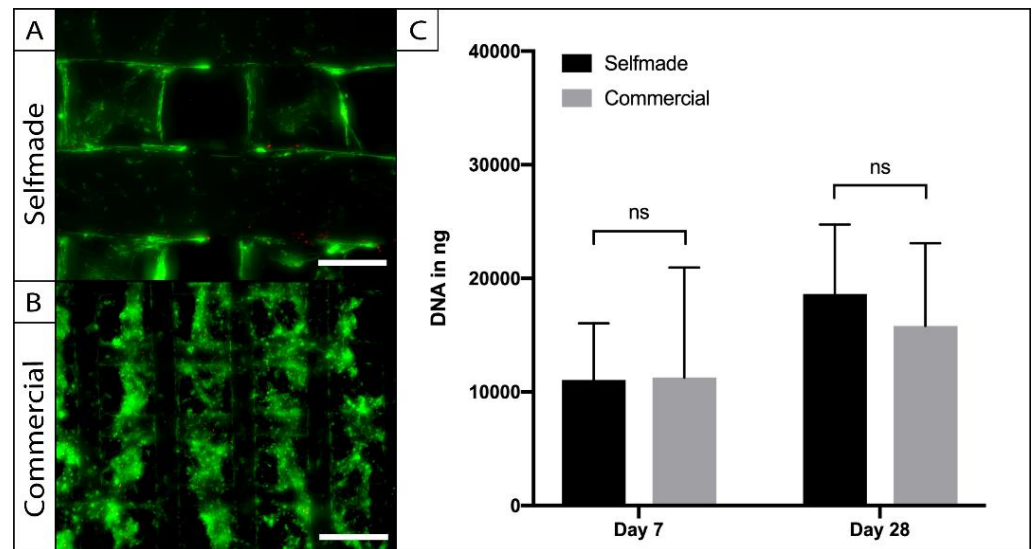 A
Selfmade
B
Commercial
C
Selfmade
Commercial
DNA in ng
40000
30000
20000
10000
0
ns
ns
Day 7
Day 28